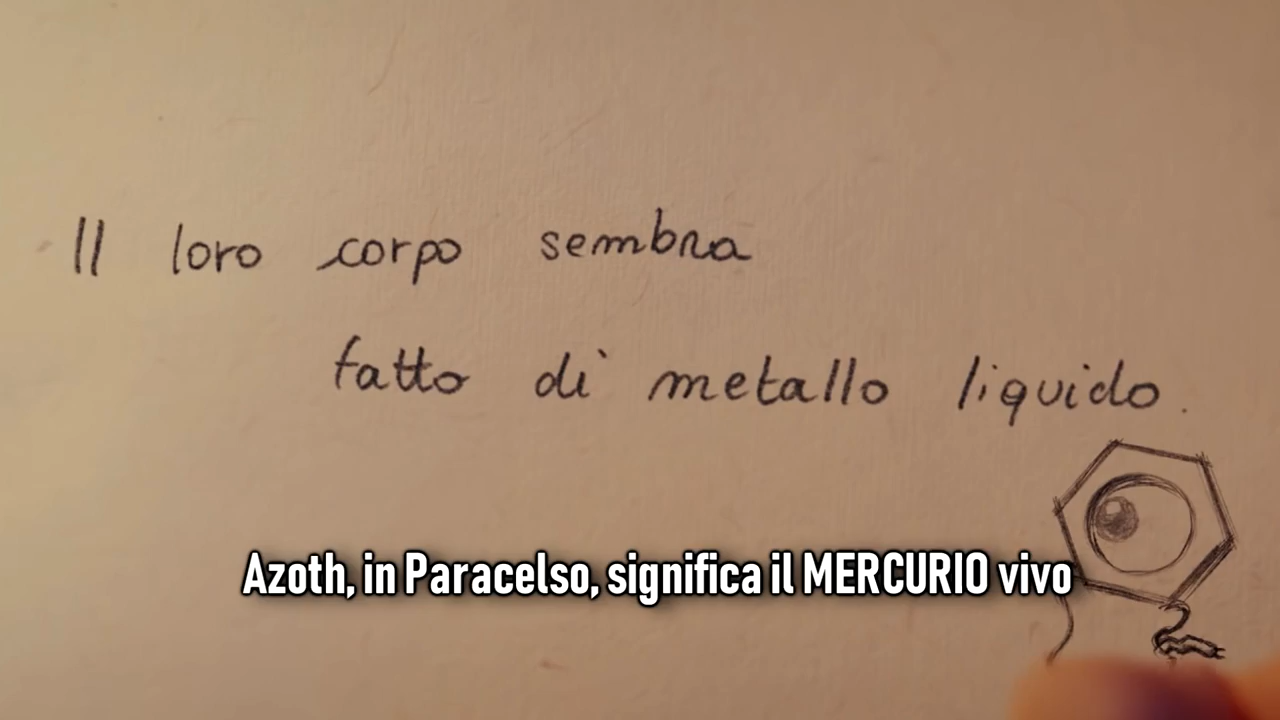 Il loro corpo sembra
fatto di metallo liquido.
Azoth, in Paracelso, significa il MERCURIO vivo